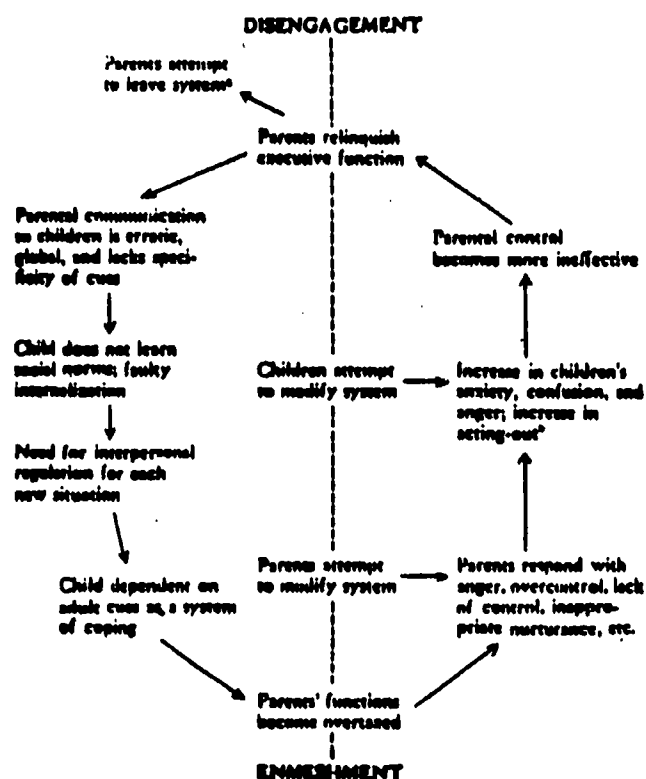 DISENGAGEMENT
Parents attempt
to leave systemᵃ
Parents relinquish
executive function
Parental communication
to children is erratic,
global, and lacks speci-
ficity of cues
Parental control
becomes more ineffective
Child does not learn
social norms; faulty
internalization
Children attempt
to modify system
Increase in children's
anxiety, confusion, and
anger; increase in
acting-outᵇ
Need for interpersonal
regulation for each
new situation
Child dependent on
adult cues as a system
of coping
Parents attempt
to modify system
Parents respond with
anger, overcontrol, lack
of control, inappro-
priate nurturance, etc.
Parents' functions
become overtaxed
ENMESHMENT